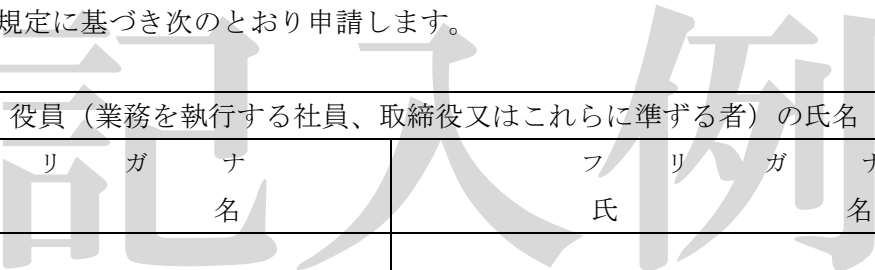 規定に基づき次のとおり申請します。
記入例
役員（業務を執行する社員、取締役又はこれらに準ずる者）の氏名
リ ガ ナ フ リ ガ ナ
名 氏 名